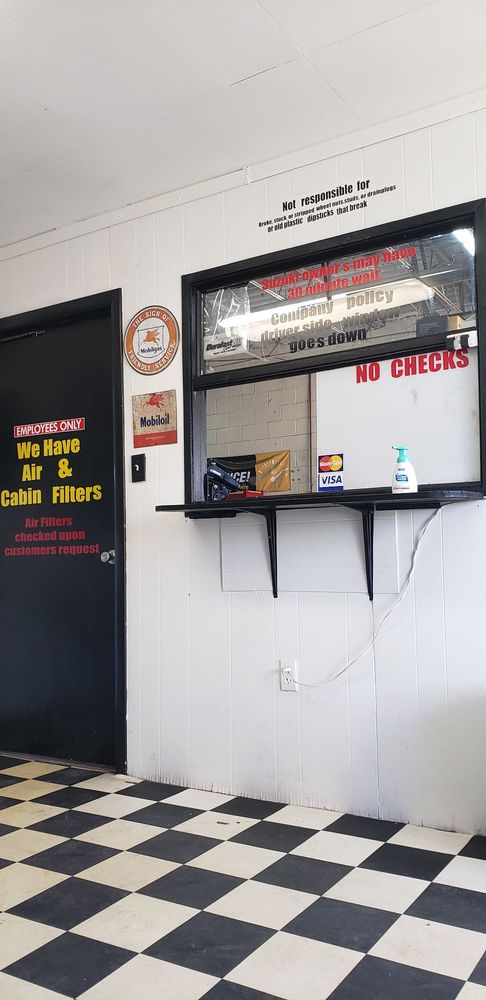 Not responsible for
Broke, stuck, or stripped wheel nuts, studs, or drainplugs
or old plastic dipsticks that break
Suzuki owner's may have
30 minute wait
Company policy
driver side window
goes down
NO CHECKS
THE SIGN OF
Mobilgas
FRIENDLY SERVICE
Mobiloil
EMPLOYEES ONLY
We Have
Air &
Cabin Filters
Air Filters
checked upon
customers request
MasterCard
VISA